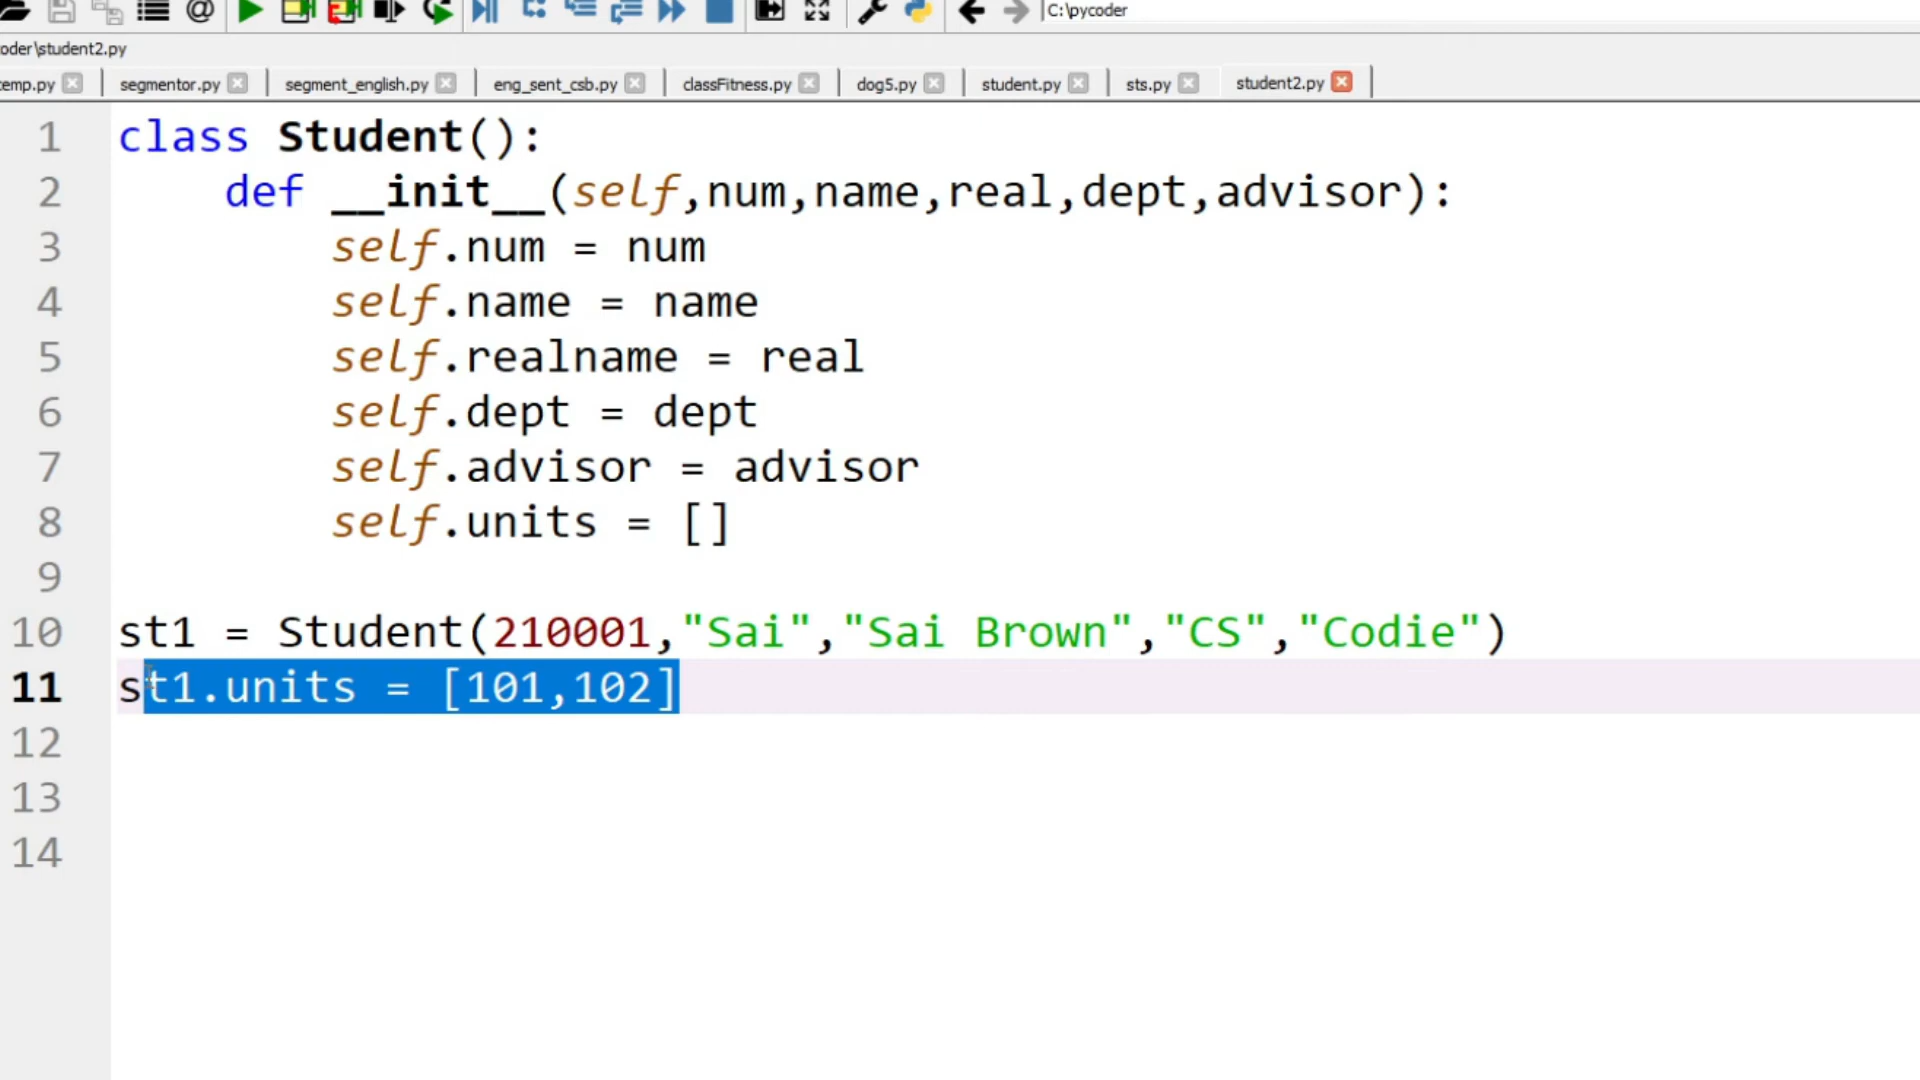 C:\pycoder
oder\student2.py
temp.py segmentor.py segment_english.py eng_sent_csb.py classFitness.py dog5.py student.py sts.py student2.py
1 class Student():
2 def __init__(self,num,name,real,dept,advisor):
3 self.num = num
4 self.name = name
5 self.realname = real
6 self.dept = dept
7 self.advisor = advisor
8 self.units = []
9
10 st1 = Student(210001,"Sai","Sai Brown","CS","Codie")
11 st1.units = [101,102]
12
13
14